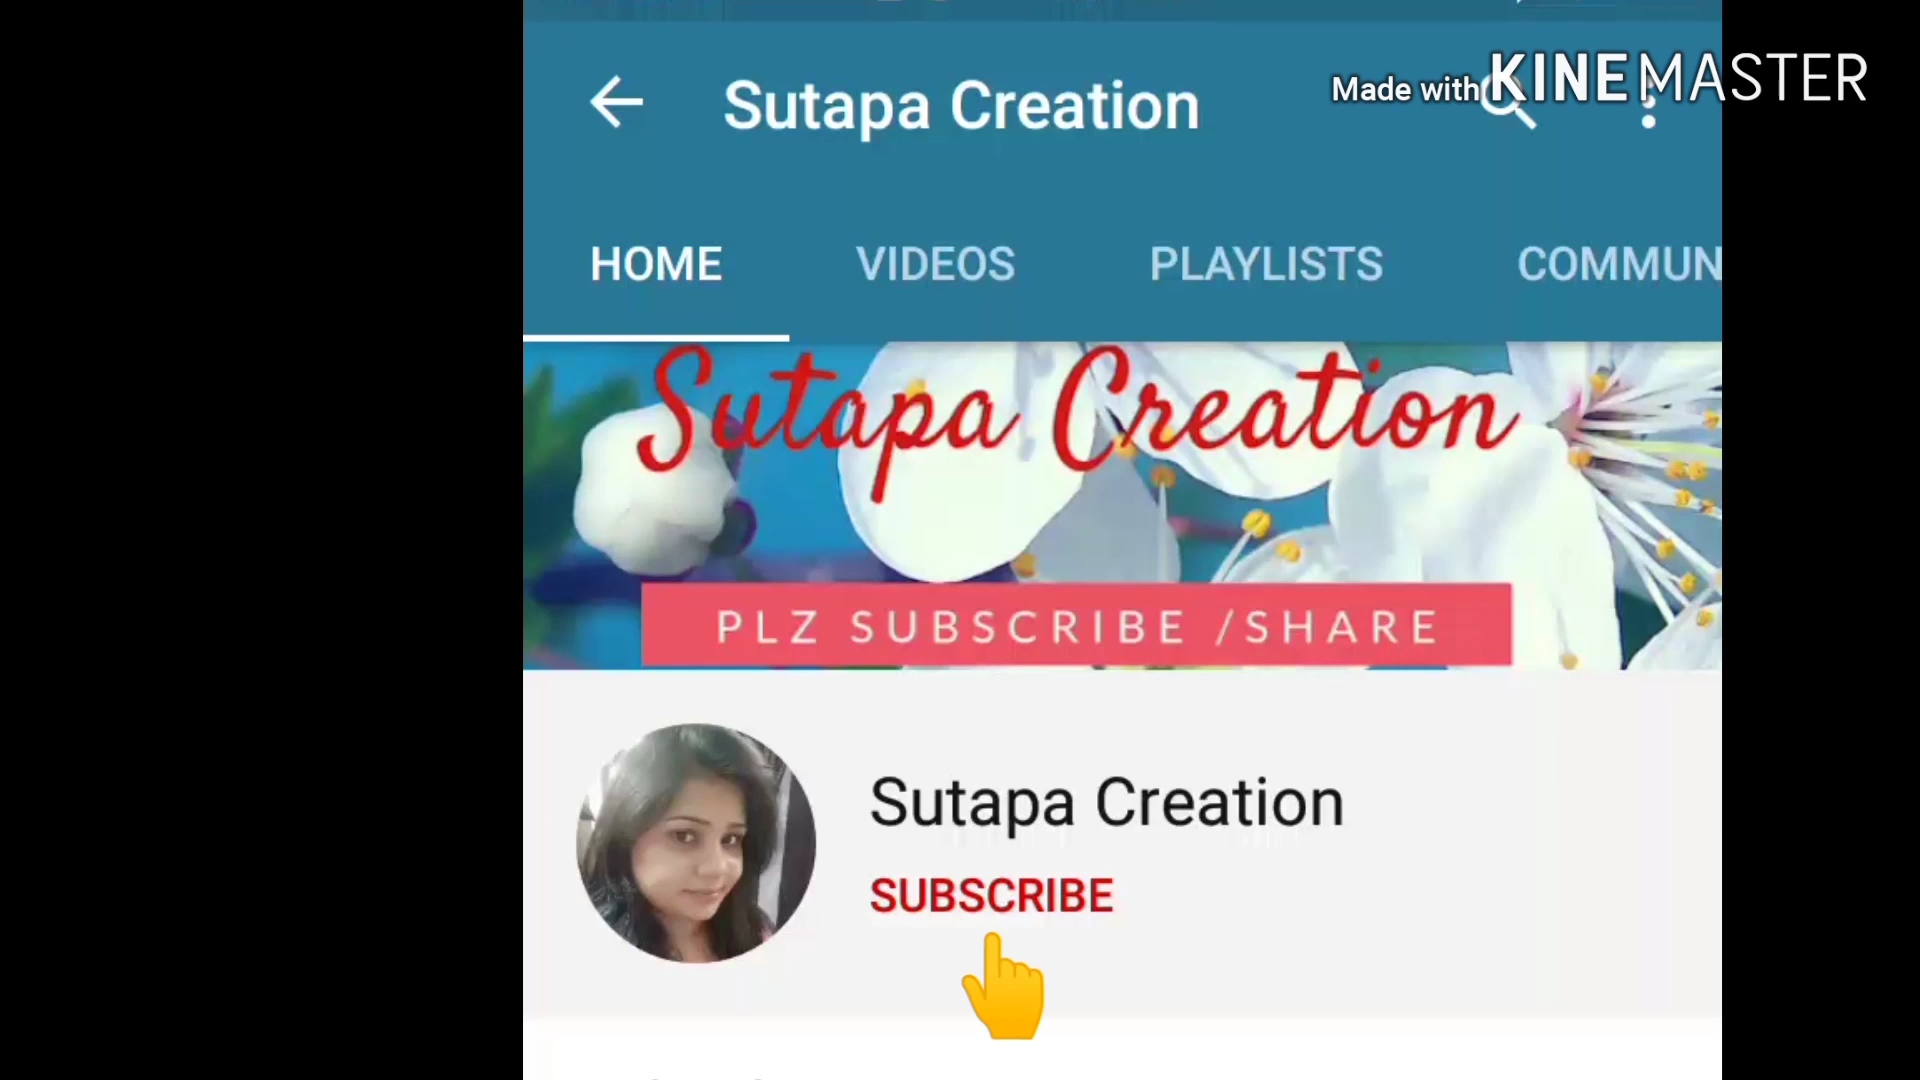 Made with KINEMASTER
Sutapa Creation
HOME VIDEOS PLAYLISTS COMMUN
Sutapa Creation
PLZ SUBSCRIBE /SHARE
Sutapa Creation
SUBSCRIBE